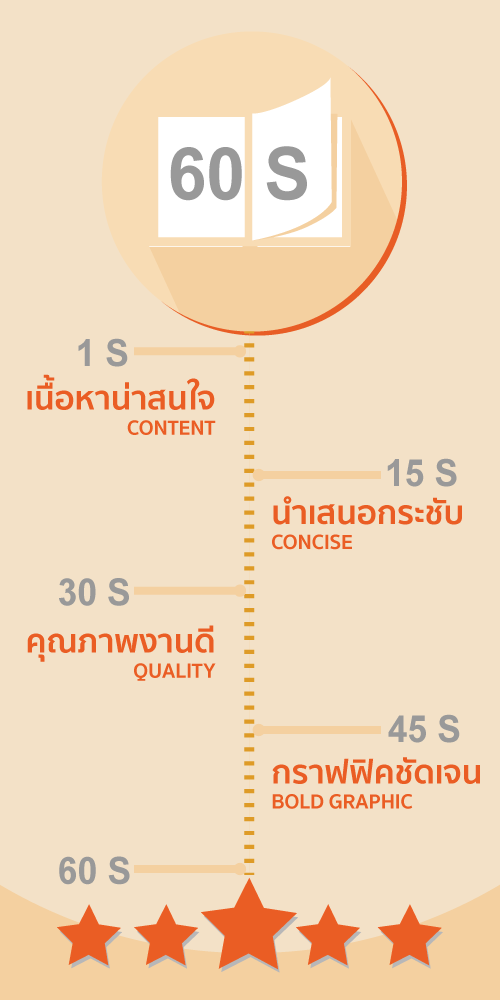 60 S
1 S
เนื้อหาน่าสนใจ
CONTENT
15 S
นำเสนอกระชับ
CONCISE
30 S
คุณภาพงานดี
QUALITY
45 S
กราฟฟิคชัดเจน
BOLD GRAPHIC
60 S